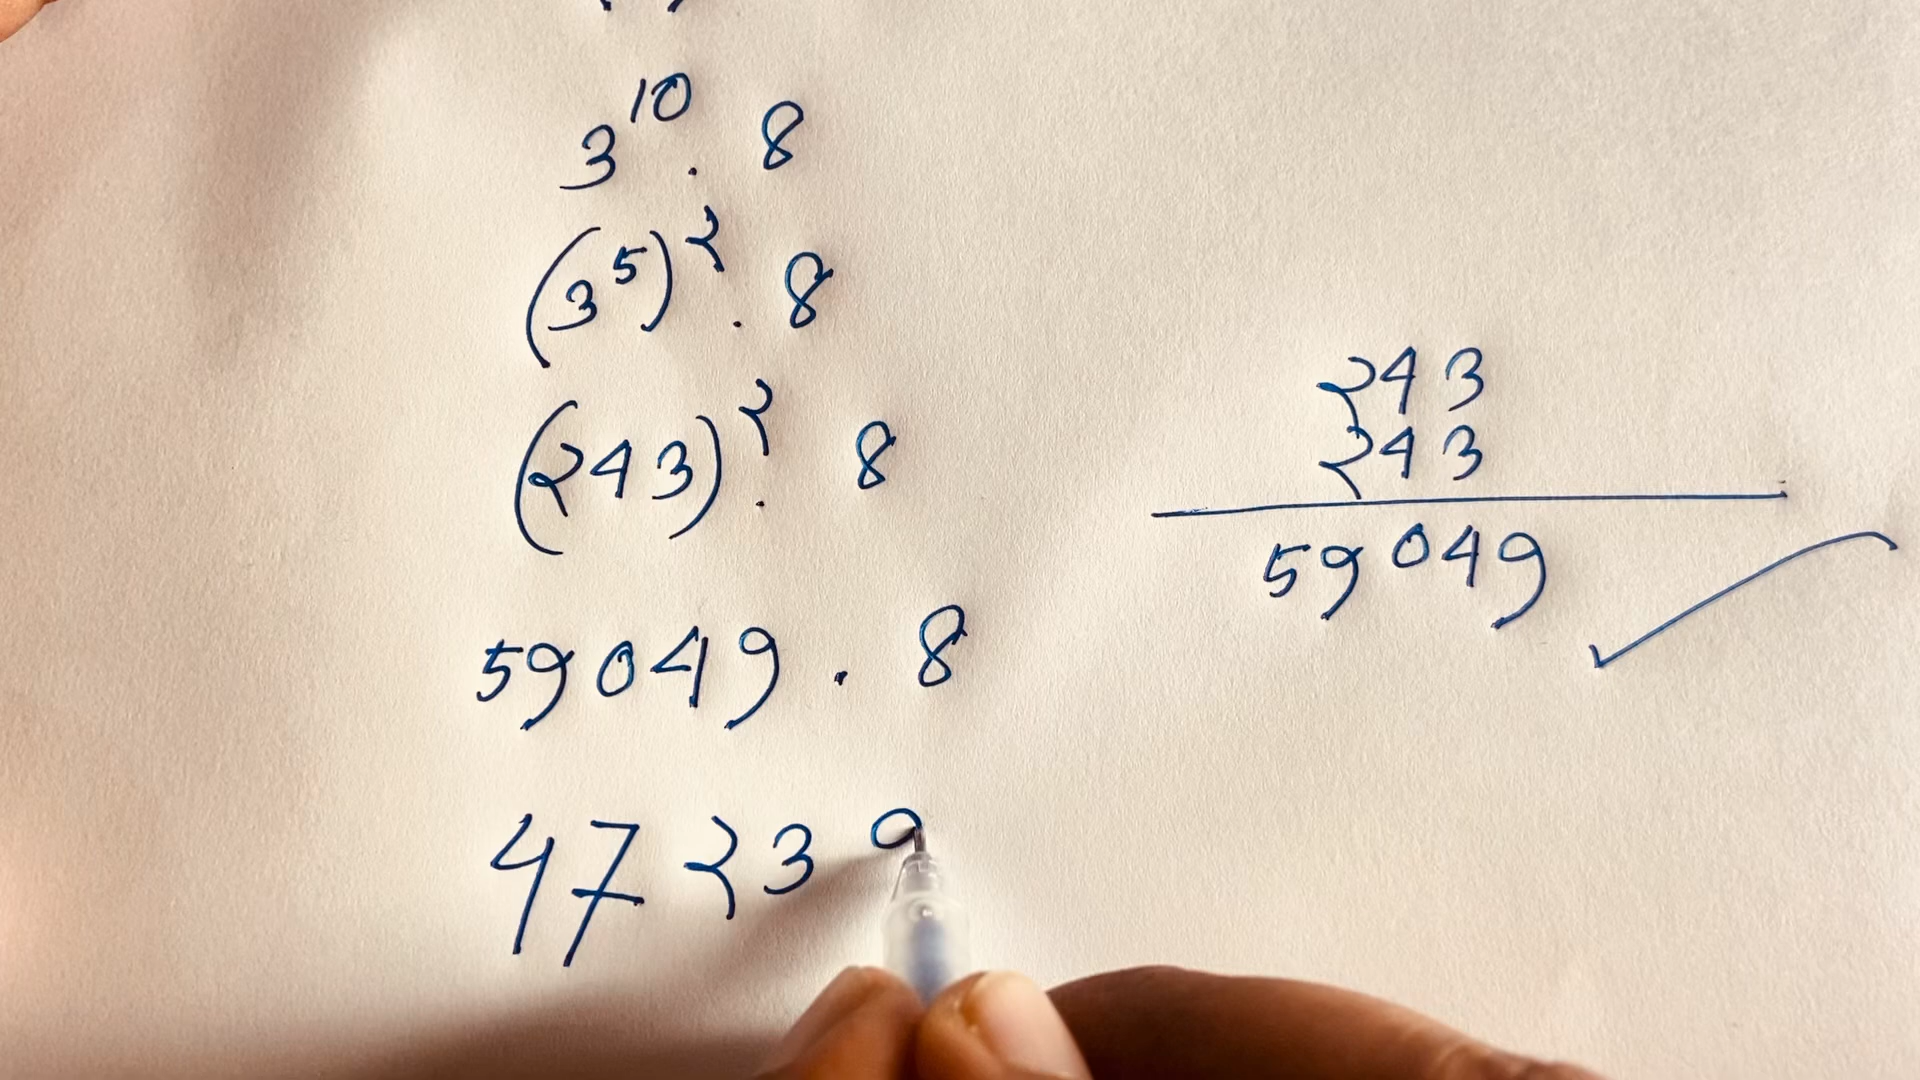 3^10 . 8
(3^5)^2 . 8
(243)^2 . 8
59049 . 8
47239
243
243
59049